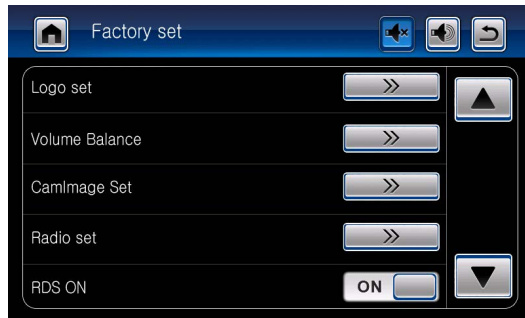 Factory set
Logo set
Volume Balance
CamImage Set
Radio set
RDS ON
ON